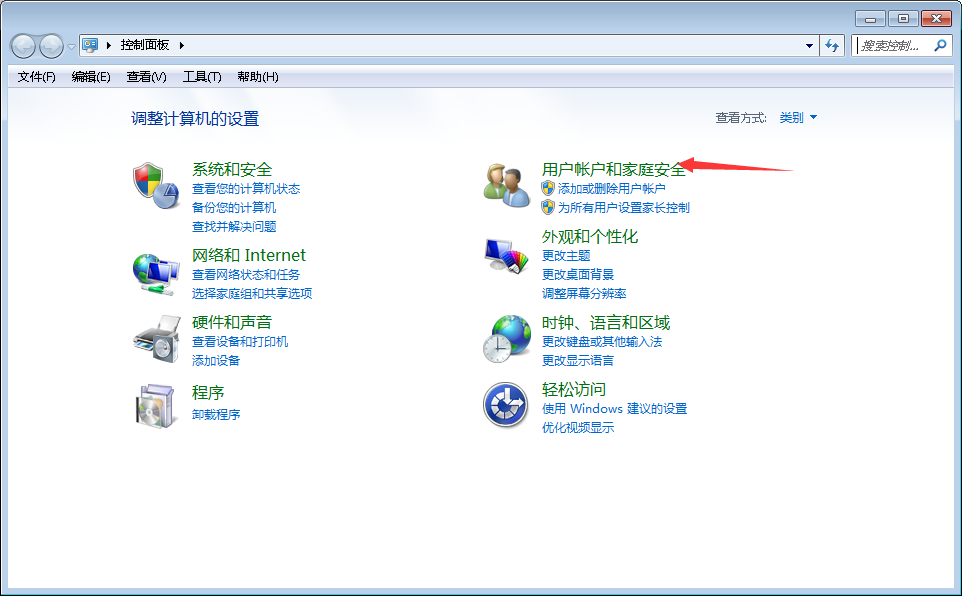 控制面板
搜索控制...
文件(F) 编辑(E) 查看(V) 工具(T) 帮助(H)
调整计算机的设置
查看方式: 类别
系统和安全
查看您的计算机状态
备份您的计算机
查找并解决问题
网络和 Internet
查看网络状态和任务
选择家庭组和共享选项
硬件和声音
查看设备和打印机
添加设备
程序
卸载程序
用户帐户和家庭安全
添加或删除用户帐户
为所有用户设置家长控制
外观和个性化
更改主题
更改桌面背景
调整屏幕分辨率
时钟、语言和区域
更改键盘或其他输入法
更改显示语言
轻松访问
使用 Windows 建议的设置
优化视频显示